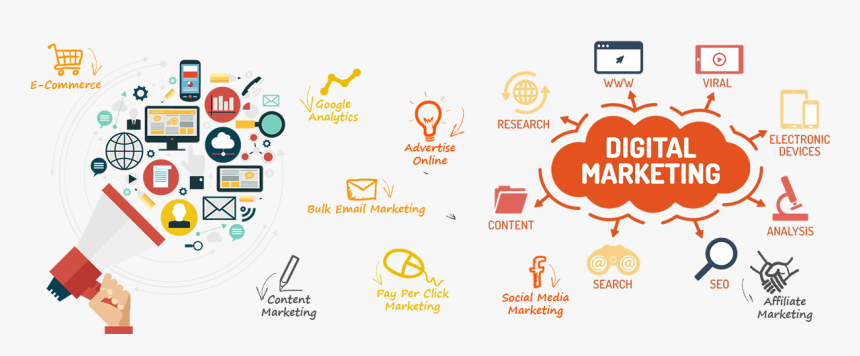 E-Commerce
Google
Analytics
Advertise
Online
Bulk Email Marketing
Content
Marketing
Pay Per Click
Marketing
Social Media
Marketing
Affiliate
Marketing
DIGITAL
MARKETING
WWW
VIRAL
RESEARCH
ELECTRONIC
DEVICES
CONTENT
ANALYSIS
SEARCH
@ @
SEO